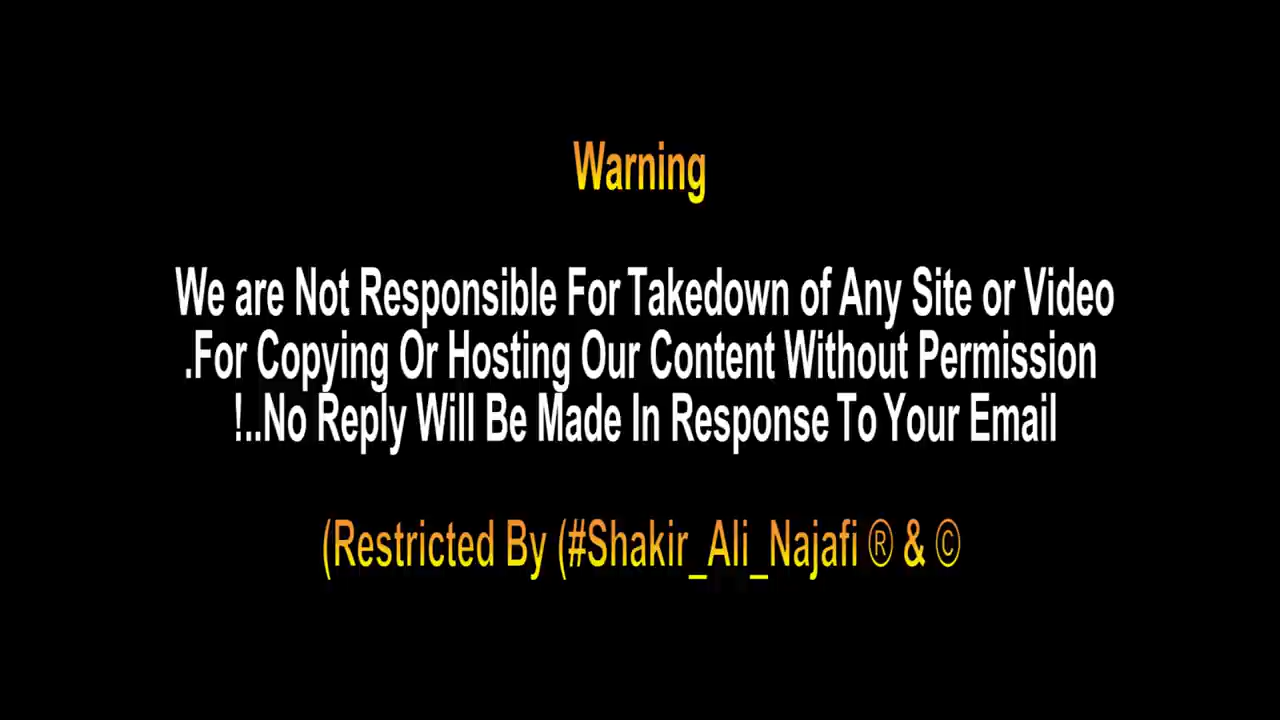 Warning
We are Not Responsible For Takedown of Any Site or Video
.For Copying Or Hosting Our Content Without Permission
!..No Reply Will Be Made In Response To Your Email
(Restricted By (#Shakir_Ali_Najafi ® & ©